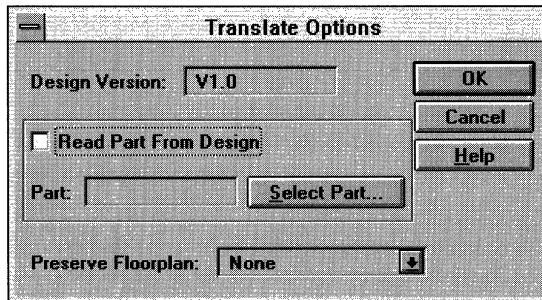 Translate Options
Design Version: V1.0
OK
Cancel
Read Part From Design
Help
Part: Select Part...
Preserve Floorplan: None